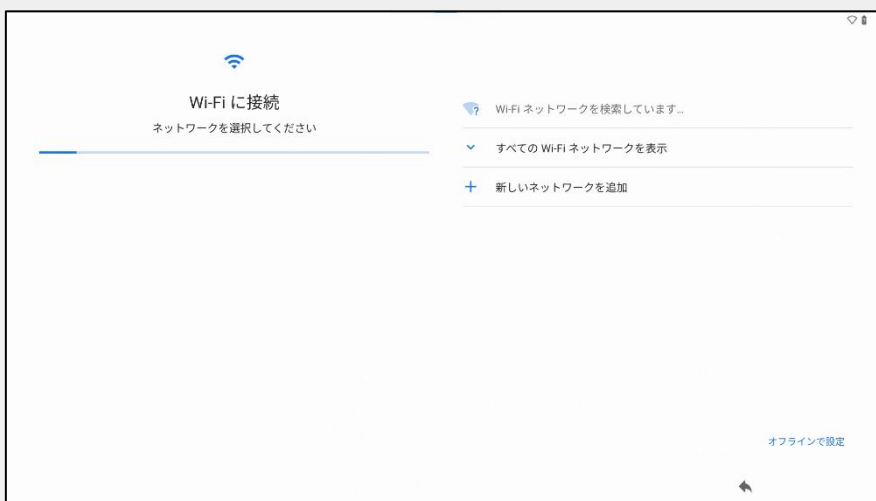 Wi-Fi に接続
ネットワークを選択してください
Wi-Fi ネットワークを検索しています...
すべての Wi-Fi ネットワークを表示
新しいネットワークを追加
オフラインで設定